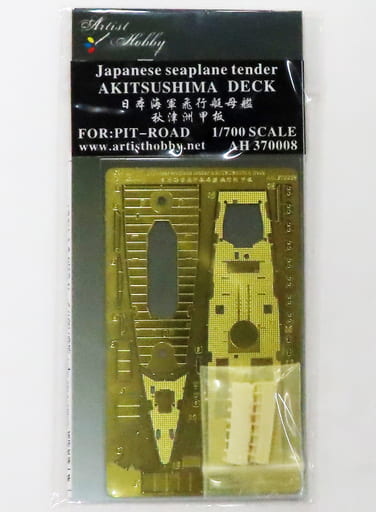 Artist
Hobby
Japanese seaplane tender
AKITSUSHIMA DECK
日本海軍飛行艇母艦
秋津洲甲板
FOR:PIT-ROAD 1/700 SCALE
www.artisthobby.net AH 370008